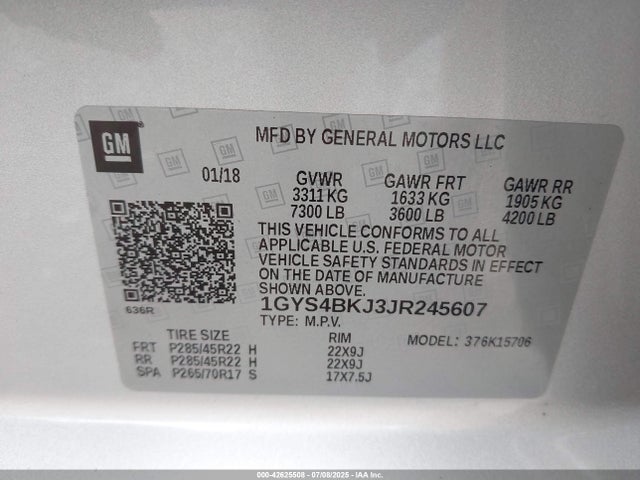 GM
MFD BY GENERAL MOTORS LLC
01/18 GVWR GAWR FRT GAWR RR
3311 KG 1633 KG 1905 KG
7300 LB 3600 LB 4200 LB
THIS VEHICLE CONFORMS TO ALL
APPLICABLE U.S. FEDERAL MOTOR
VEHICLE SAFETY STANDARDS IN EFFECT
ON THE DATE OF MANUFACTURE
SHOWN ABOVE.
636R
1GYS4BKJ3JR245607
TYPE: M.P.V.
TIRE SIZE RIM MODEL: 376K15706
FRT P285/45R22 H 22X9J
RR P285/45R22 H 22X9J
SPA P265/70R17 S 17X7.5J
000-42625508 - 07/08/2025 - IAA Inc.